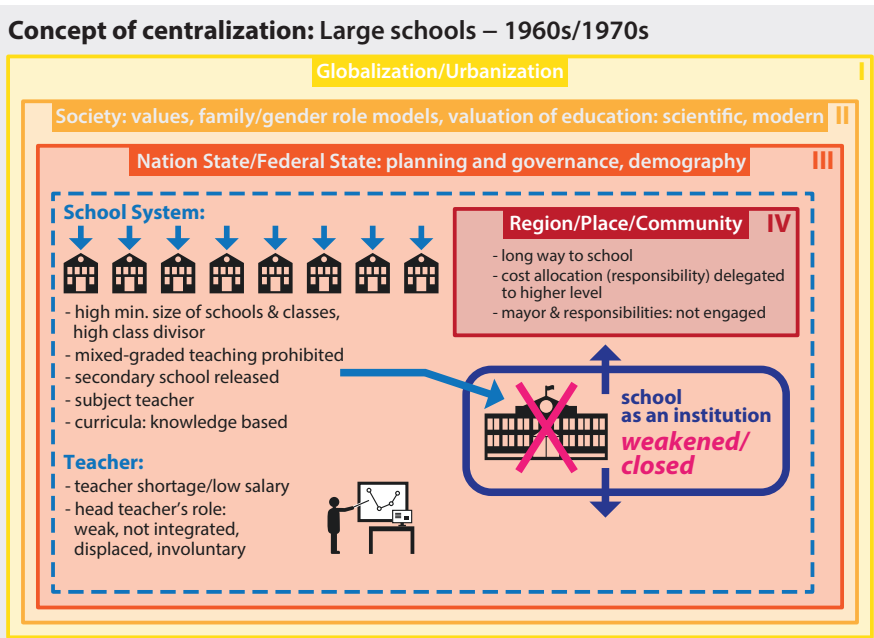 Concept of centralization: Large schools – 1960s/1970s
Globalization/Urbanization
I
Society: values, family/gender role models, valuation of education: scientific, modern
II
Nation State/Federal State: planning and governance, demography
III
School System:
- high min. size of schools & classes,
high class divisor
- mixed-graded teaching prohibited
- secondary school released
- subject teacher
- curricula: knowledge based
Teacher:
- teacher shortage/low salary
- head teacher's role:
weak, not integrated,
displaced, involuntary
Region/Place/Community
IV
- long way to school
- cost allocation (responsibility) delegated
to higher level
- mayor & responsibilities: not engaged
school
as an institution
weakened/
closed